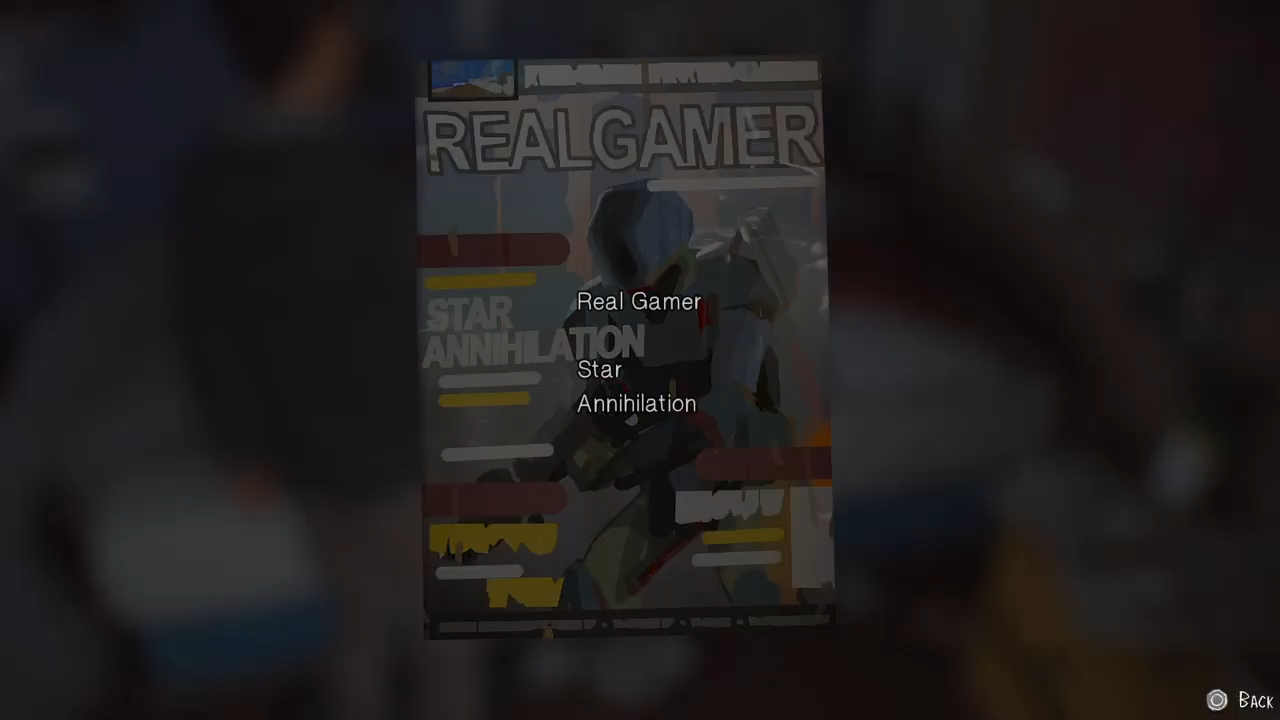 REALGAMER
STAR
ANNIHILATION
Real Gamer
Star
Annihilation
Back